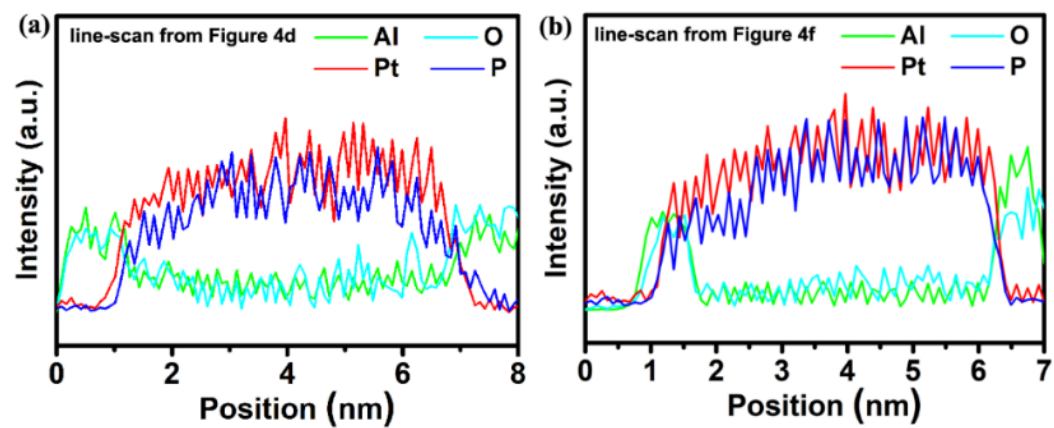 (a)
line-scan from Figure 4d
Al
O
Pt
P
Intensity (a.u.)
0
2
4
6
8
Position (nm)
(b)
line-scan from Figure 4f
Al
O
Pt
P
Intensity (a.u.)
0
1
2
3
4
5
6
7
Position (nm)